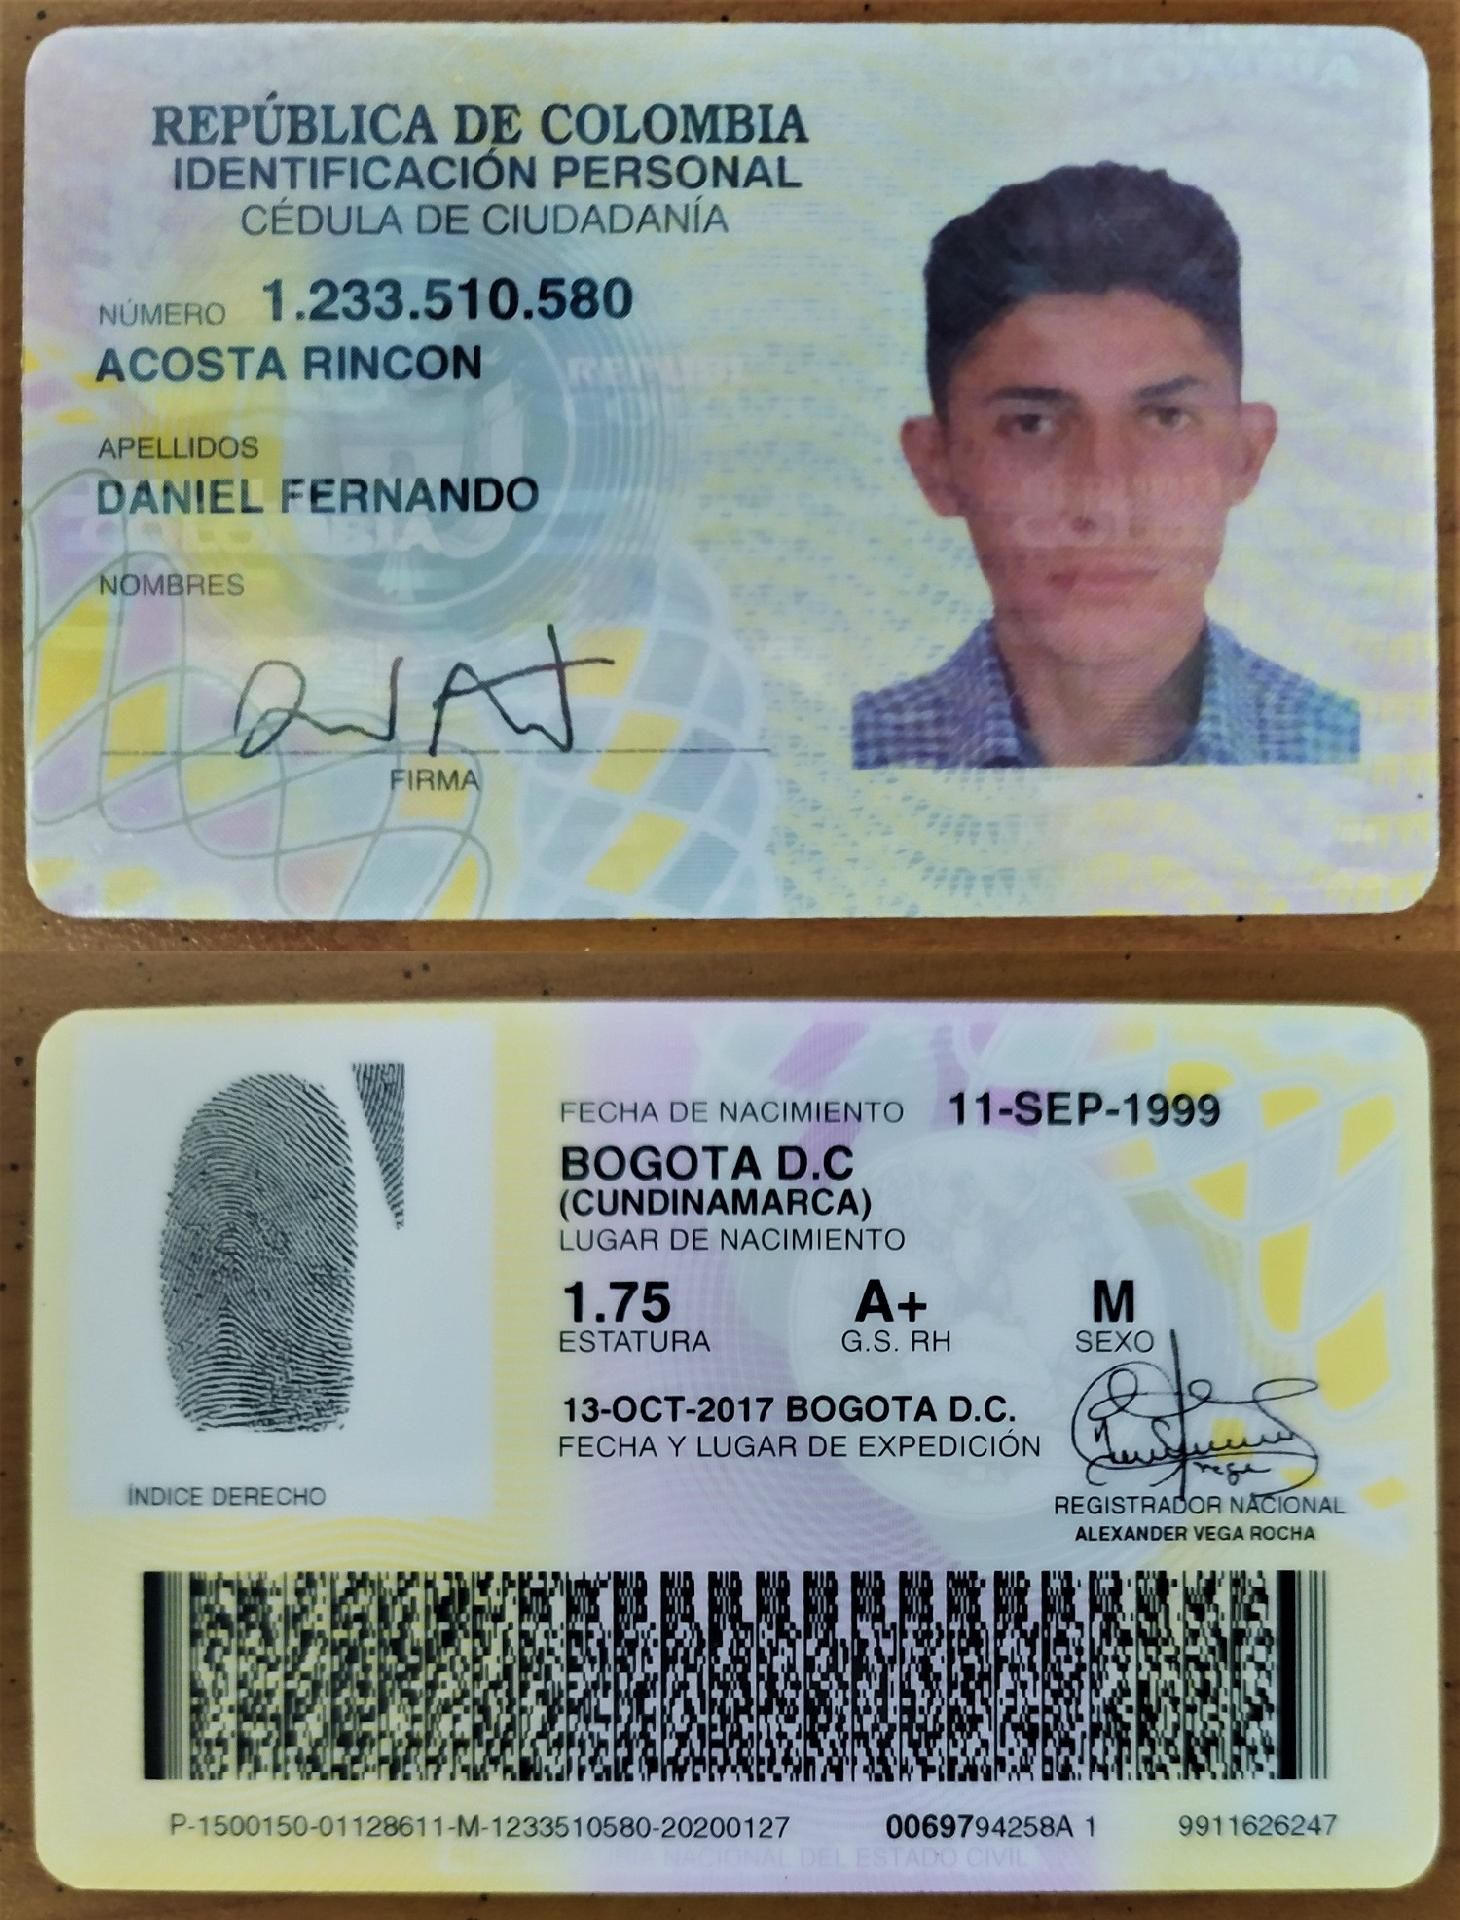 REPÚBLICA DE COLOMBIA
IDENTIFICACIÓN PERSONAL
CÉDULA DE CIUDADANÍA
NÚMERO 1.233.510.580
ACOSTA RINCON
APELLIDOS
DANIEL FERNANDO
NOMBRES
FIRMA
FECHA DE NACIMIENTO 11-SEP-1999
BOGOTA D.C
(CUNDINAMARCA)
LUGAR DE NACIMIENTO
1.75 A+ M
ESTATURA G.S. RH SEXO
13-OCT-2017 BOGOTA D.C.
FECHA Y LUGAR DE EXPEDICIÓN
ÍNDICE DERECHO
REGISTRADOR NACIONAL
ALEXANDER VEGA ROCHA
P-1500150-01128611-M-1233510580-20200127 0069794258A 1 9911626247
NACIONAL DEL ESTADO CIVIL